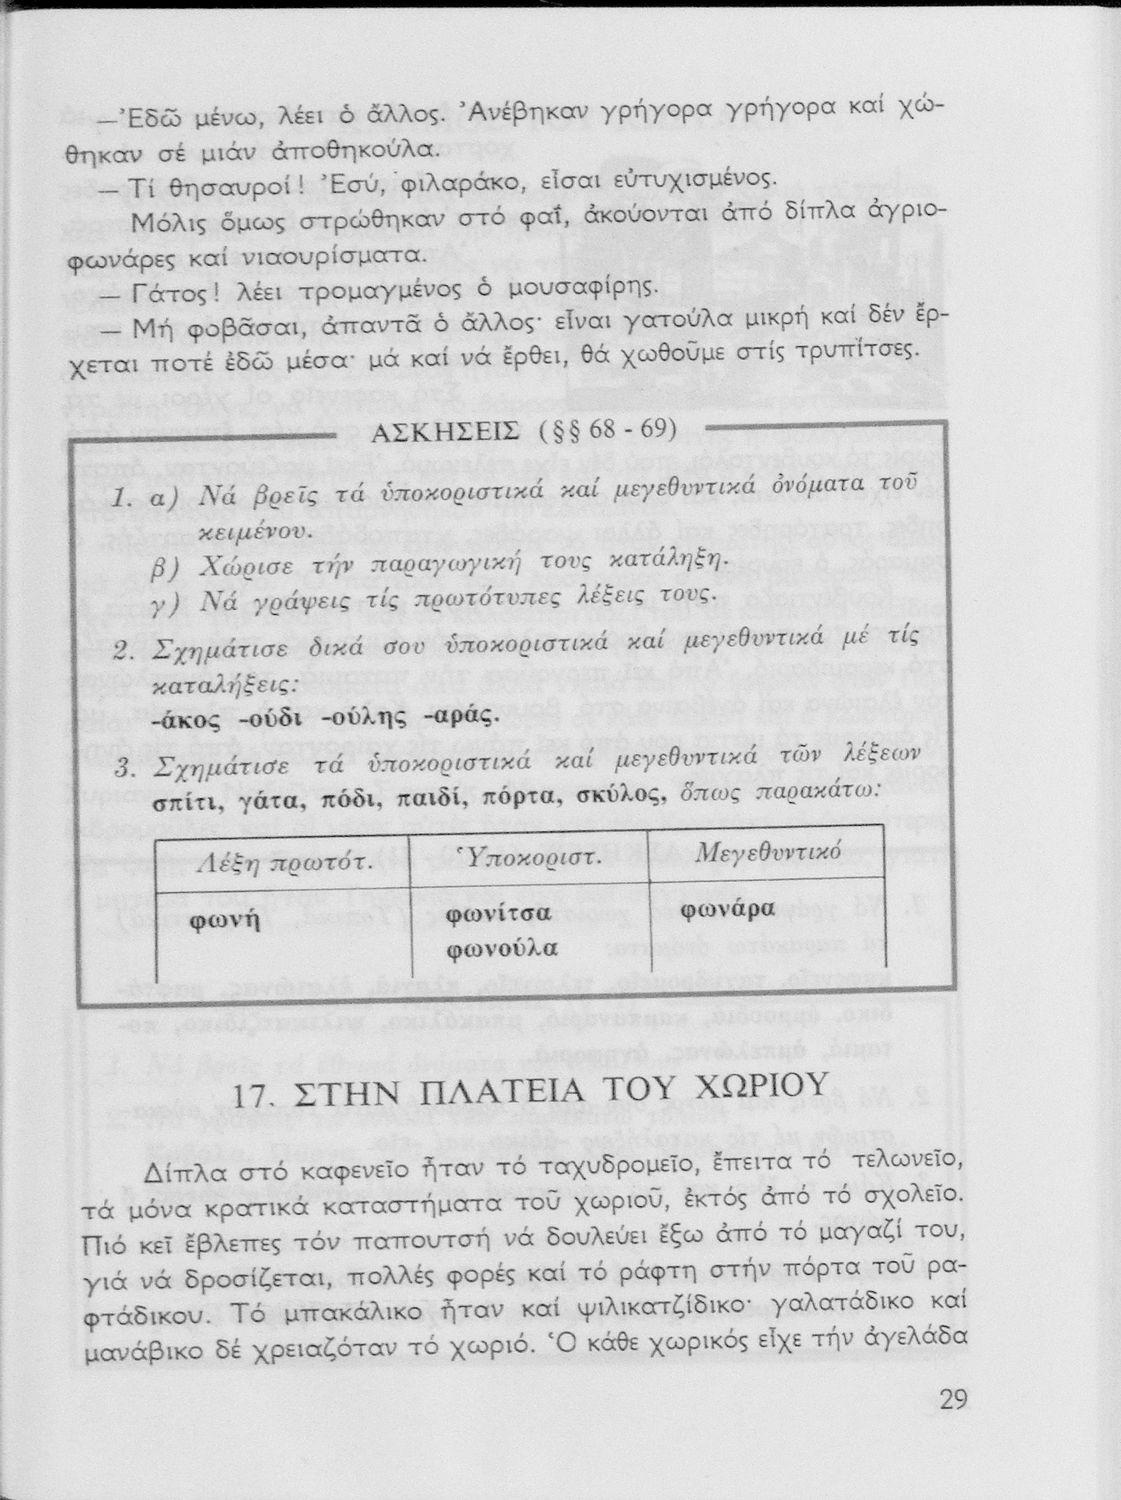 —Ἐδῶ μένω, λέει ὁ ἄλλος. Ἀνέβηκαν γρήγορα γρήγορα καί χώ-
θηκαν σέ μιάν ἀποθηκούλα.
— Τί θησαυροί! Ἐσύ, φιλαράκο, εἶσαι εὐτυχισμένος.
Μόλις ὅμως στρώθηκαν στό φαΐ, ἀκούονται ἀπό δίπλα ἀγριο-
φωνάρες καί νιαουρίσματα.
— Γάτος! λέει τρομαγμένος ὁ μουσαφίρης.
— Μή φοβᾶσαι, ἀπαντᾶ ὁ ἄλλος· εἶναι γατούλα μικρή καί δέν ἔρ-
χεται ποτέ ἐδῶ μέσα· μά καί νά ἔρθει, θά χωθοῦμε στίς τρυπίτσες.
ΑΣΚΗΣΕΙΣ (§§ 68 - 69)
1. α) Νά βρεῖς τά ὑποκοριστικά καί μεγεθυντικά ὀνόματα τοῦ
κειμένου.
β) Χώρισε τήν παραγωγική τους κατάληξη.
γ) Νά γράψεις τίς πρωτότυπες λέξεις τους.
2. Σχημάτισε δικά σου ὑποκοριστικά καί μεγεθυντικά μέ τίς
καταλήξεις:
-άκος -ούδι -ούλης -αράς.
3. Σχημάτισε τά ὑποκοριστικά καί μεγεθυντικά τῶν λέξεων
σπίτι, γάτα, πόδι, παιδί, πόρτα, σκύλος, ὅπως παρακάτω:
Λέξη πρωτότ. Ὑποκοριστ. Μεγεθυντικό
φωνή φωνίτσα φωνάρα
φωνούλα
17. ΣΤΗΝ ΠΛΑΤΕΙΑ ΤΟΥ ΧΩΡΙΟΥ
Δίπλα στό καφενεῖο ἦταν τό ταχυδρομεῖο, ἔπειτα τό τελωνεῖο,
τά μόνα κρατικά καταστήματα τοῦ χωριοῦ, ἐκτός ἀπό τό σχολεῖο.
Πιό κεῖ ἔβλεπες τόν παπουτσή νά δουλεύει ἔξω ἀπό τό μαγαζί του,
γιά νά δροσίζεται, πολλές φορές καί τό ράφτη στήν πόρτα τοῦ ρα-
φτάδικου. Τό μπακάλικο ἦταν καί ψιλικατζίδικο· γαλατάδικο καί
μανάβικο δέ χρειαζόταν τό χωριό. Ὁ κάθε χωρικός εἶχε τήν ἀγελάδα
29